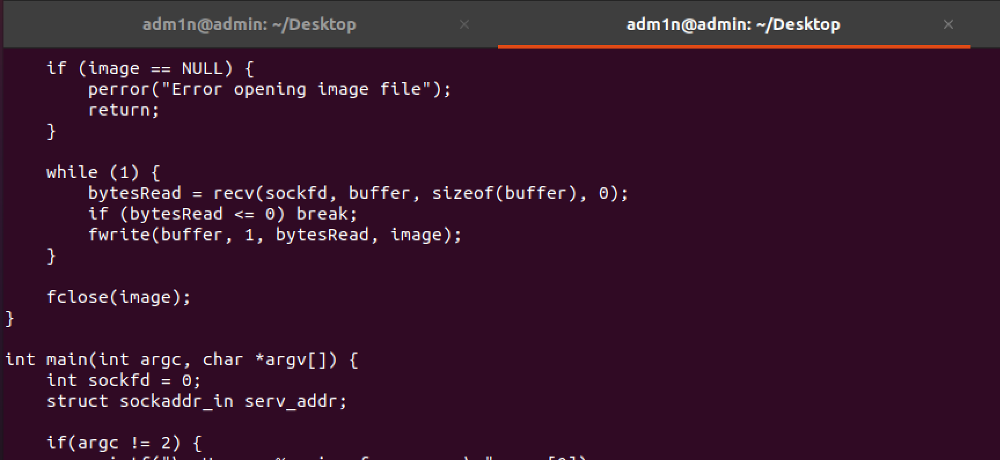 adm1n@admin: ~/Desktop × adm1n@admin: ~/Desktop ×
if (image == NULL) {
perror("Error opening image file");
return;
}
while (1) {
bytesRead = recv(sockfd, buffer, sizeof(buffer), 0);
if (bytesRead <= 0) break;
fwrite(buffer, 1, bytesRead, image);
}
fclose(image);
}
int main(int argc, char *argv[]) {
int sockfd = 0;
struct sockaddr_in serv_addr;
if(argc != 2) {